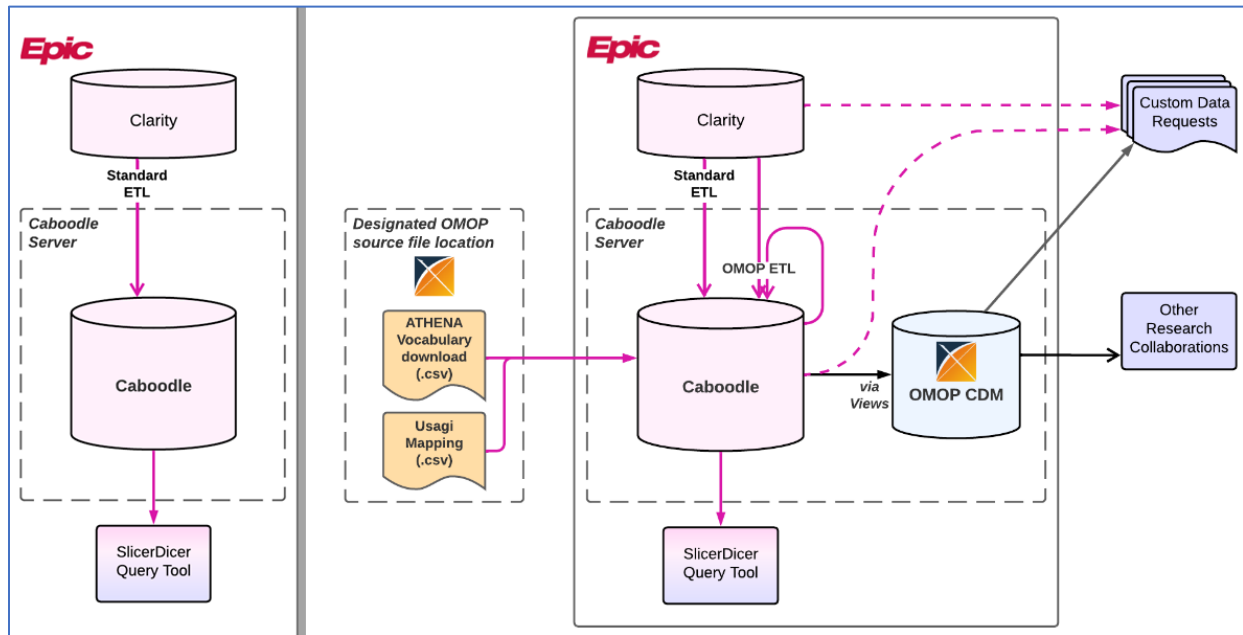 Epic
Clarity
Standard
ETL
Caboodle
Server
Caboodle
SlicerDicer
Query Tool
Designated OMOP
source file location
ATHENA
Vocabulary
download
(.csv)
Usagi
Mapping
(.csv)
Epic
Clarity
Standard
ETL
Caboodle
Server
OMOP ETL
Caboodle
via
Views
OMOP CDM
SlicerDicer
Query Tool
Custom Data
Requests
Other
Research
Collaborations